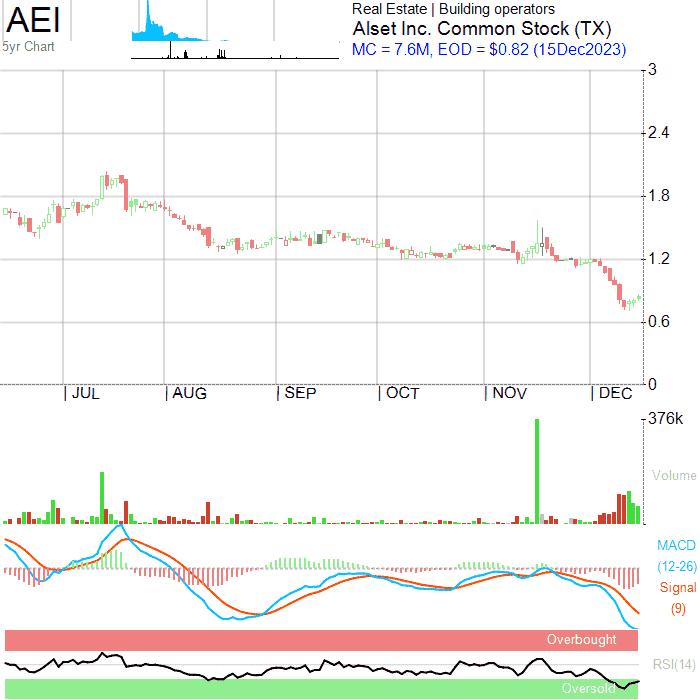 AEI
5yr Chart
Real Estate | Building operators
Alset Inc. Common Stock (TX)
MC = 7.6M, EOD = $0.82 (15Dec2023)
3
2.4
1.8
1.2
0.6
0
| JUL | AUG | SEP | OCT | NOV | DEC
376k
Volume
MACD
(12-26)
Signal
(9)
Overbought
RSI(14)
Oversold